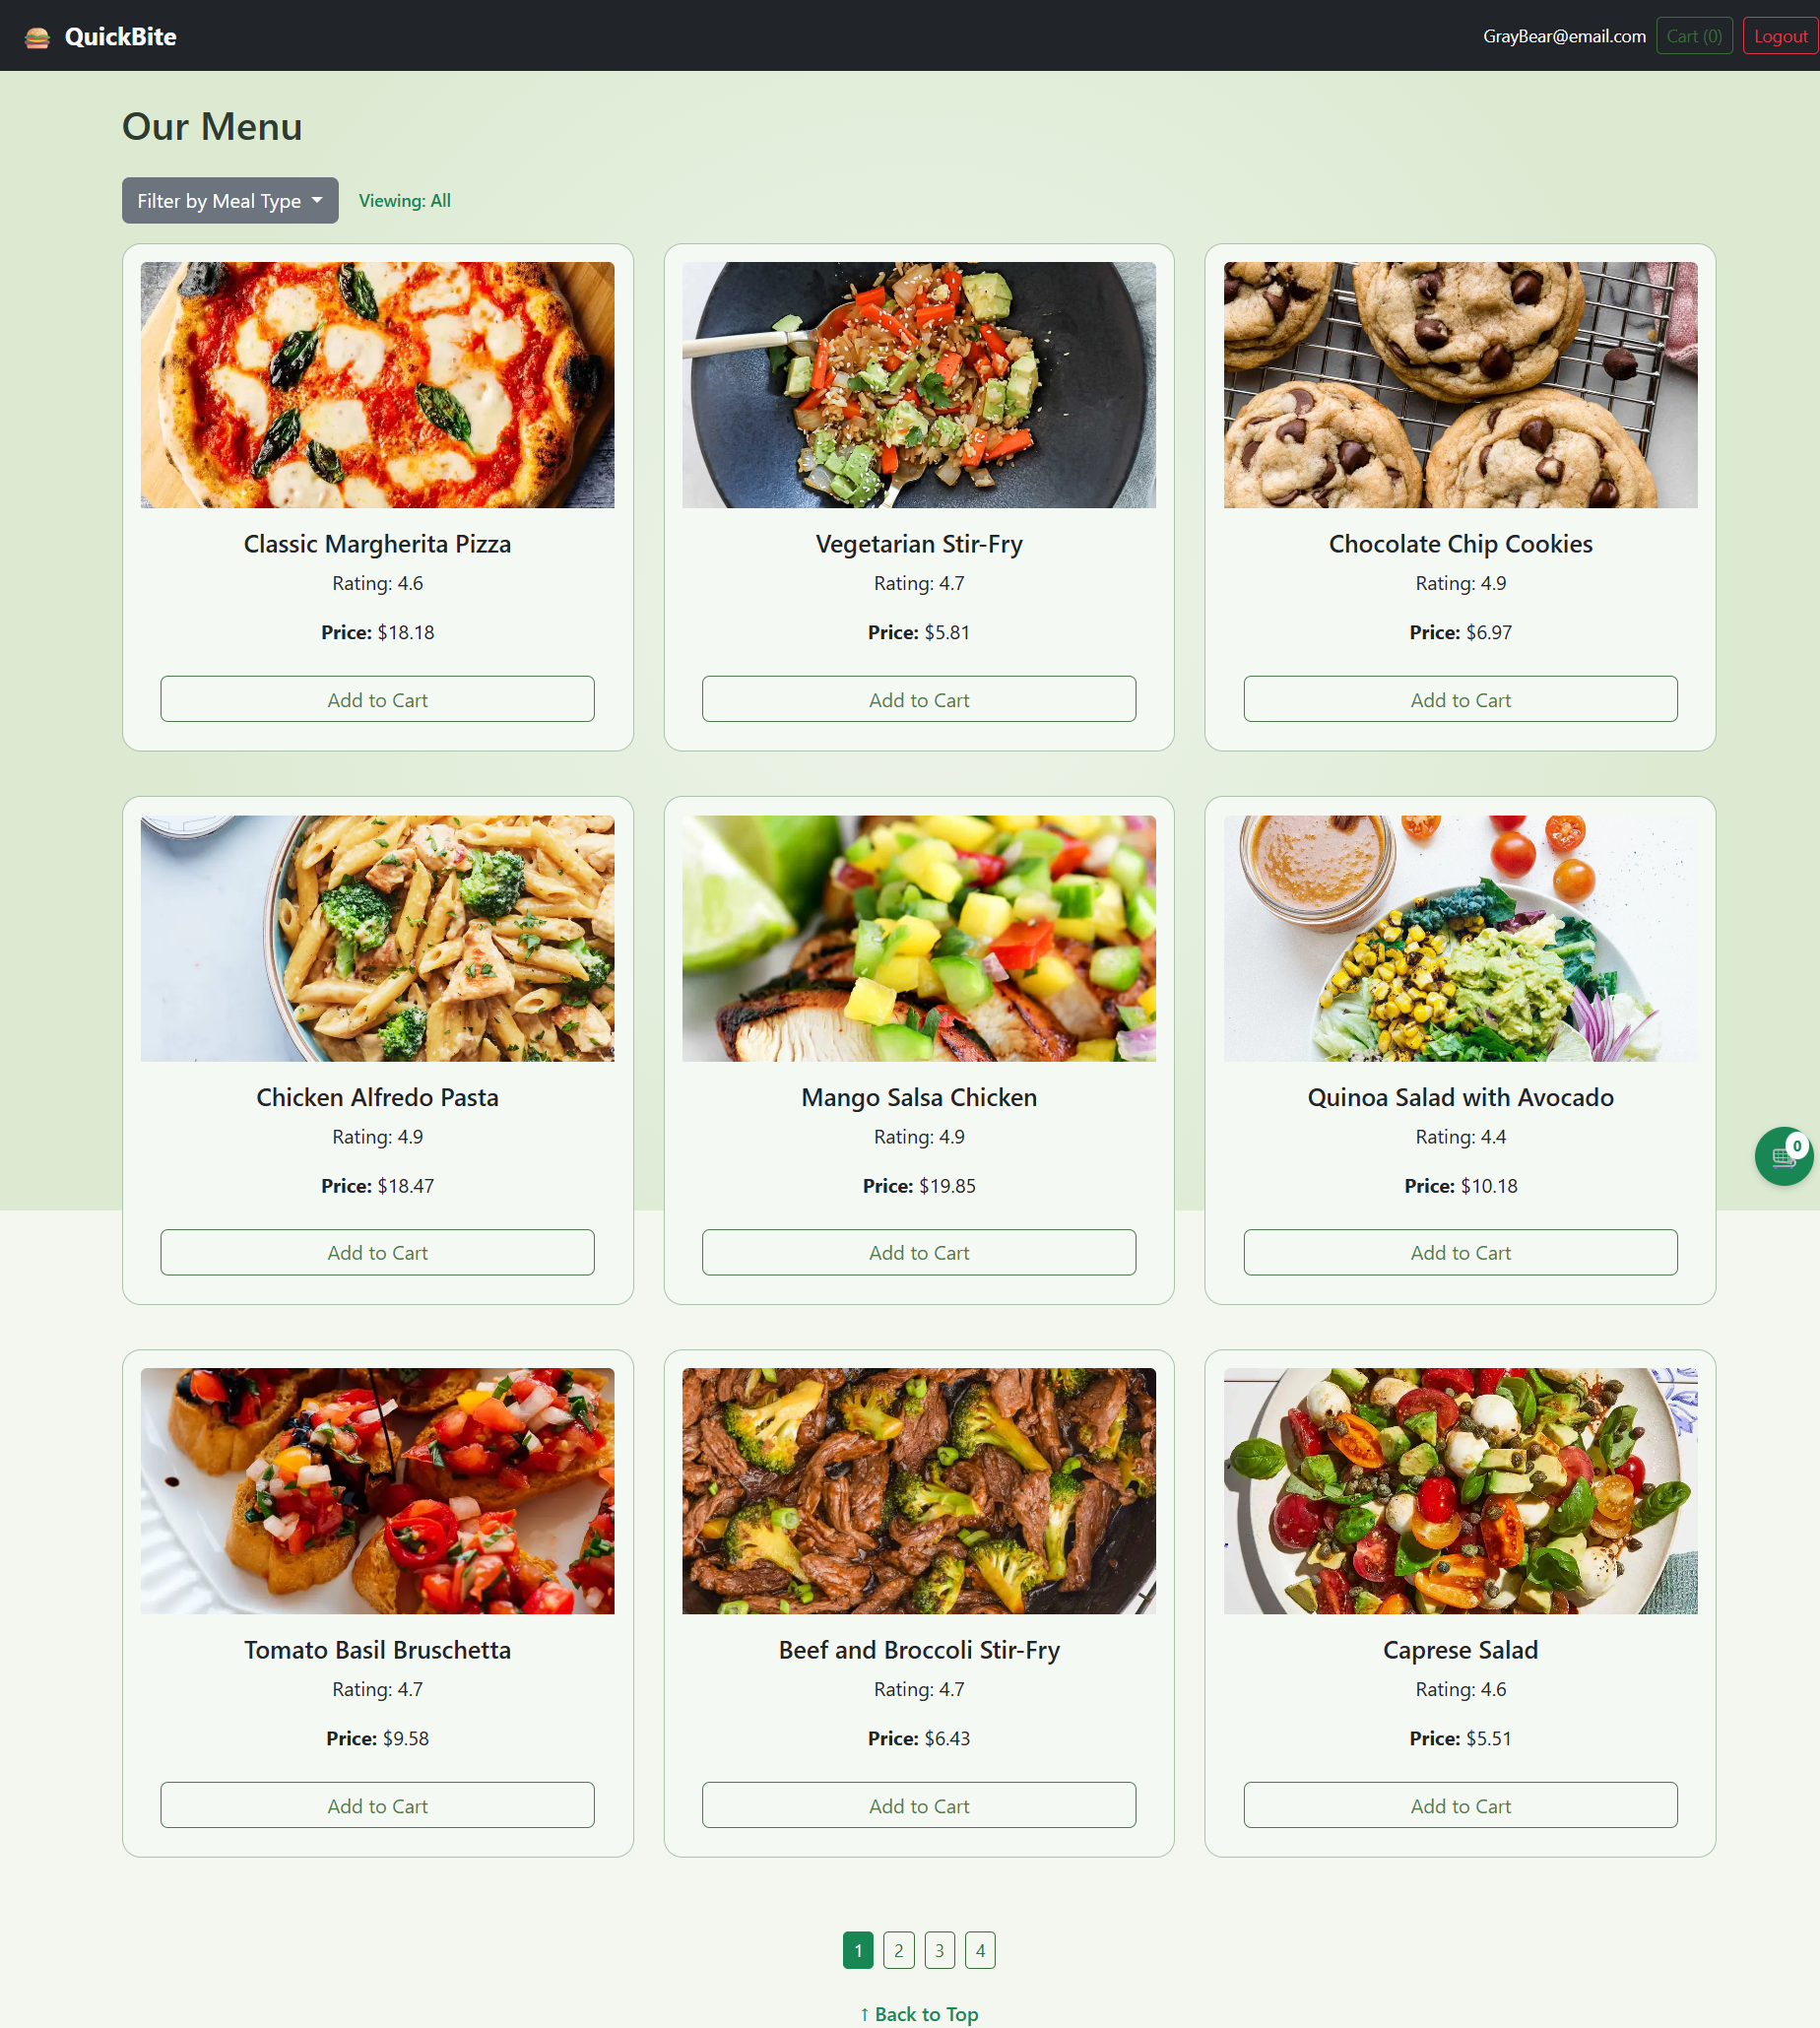 QuickBite
GrayBear@email.com
Cart (0)
Logout
Our Menu
Filter by Meal Type
Viewing: All
Classic Margherita Pizza
Rating: 4.6
Price: $18.18
Add to Cart
Vegetarian Stir-Fry
Rating: 4.7
Price: $5.81
Add to Cart
Chocolate Chip Cookies
Rating: 4.9
Price: $6.97
Add to Cart
Chicken Alfredo Pasta
Rating: 4.9
Price: $18.47
Add to Cart
Mango Salsa Chicken
Rating: 4.9
Price: $19.85
Add to Cart
Quinoa Salad with Avocado
Rating: 4.4
Price: $10.18
Add to Cart
0
Tomato Basil Bruschetta
Rating: 4.7
Price: $9.58
Add to Cart
Beef and Broccoli Stir-Fry
Rating: 4.7
Price: $6.43
Add to Cart
Caprese Salad
Rating: 4.6
Price: $5.51
Add to Cart
1 2 3 4
↑ Back to Top